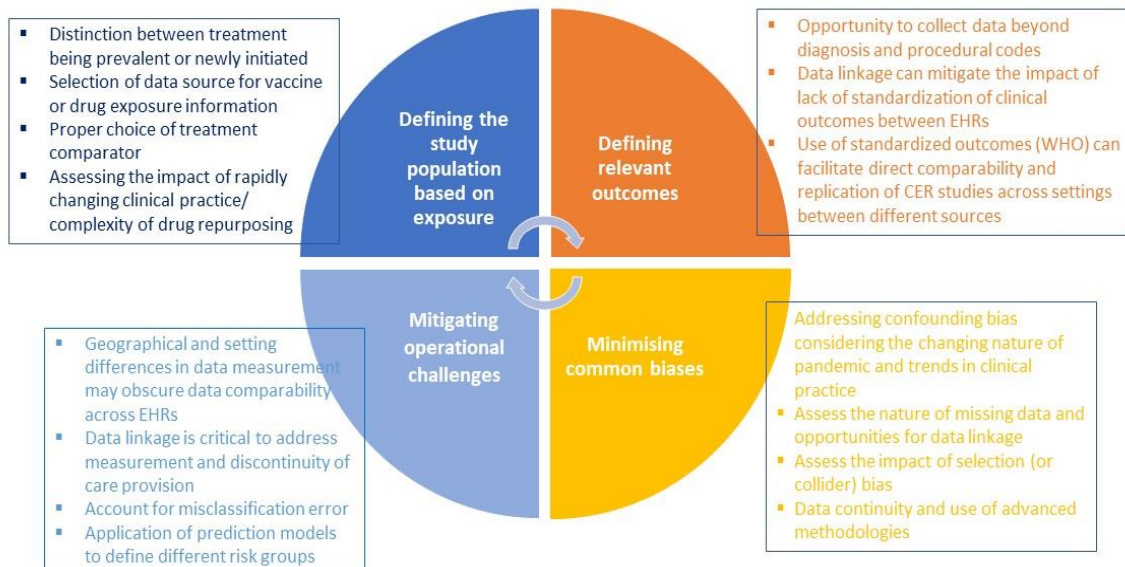 ▪ Distinction between treatment
being prevalent or newly initiated
▪ Selection of data source for vaccine
or drug exposure information
▪ Proper choice of treatment
comparator
▪ Assessing the impact of rapidly
changing clinical practice/
complexity of drug repurposing
Defining the
study
population
based on
exposure
Defining
relevant
outcomes
▪ Opportunity to collect data beyond
diagnosis and procedural codes
▪ Data linkage can mitigate the impact of
lack of standardization of clinical
outcomes between EHRs
▪ Use of standardized outcomes (WHO) can
facilitate direct comparability and
replication of CER studies across settings
between different sources
▪ Geographical and setting
differences in data measurement
may obscure data comparability
across EHRs
▪ Data linkage is critical to address
measurement and discontinuity of
care provision
▪ Account for misclassification error
▪ Application of prediction models
to define different risk groups
Mitigating
operational
challenges
Minimising
common biases
Addressing confounding bias
considering the changing nature of
pandemic and trends in clinical
practice
▪ Assess the nature of missing data and
opportunities for data linkage
▪ Assess the impact of selection (or
collider) bias
▪ Data continuity and use of advanced
methodologies